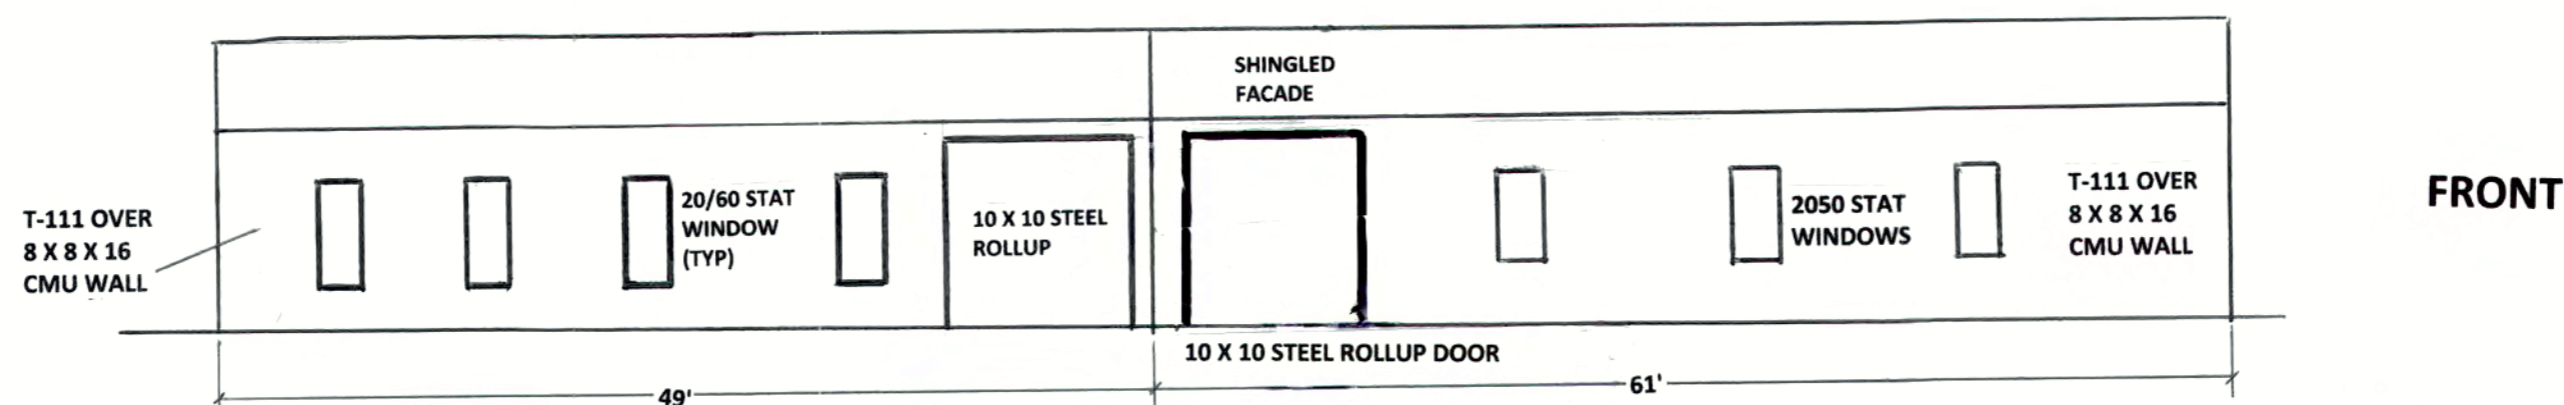 SHINGLED
FACADE
T-111 OVER
8 X 8 X 16
CMU WALL
20/60 STAT
WINDOW
(TYP)
10 X 10 STEEL
ROLLUP
2050 STAT
WINDOWS
T-111 OVER
8 X 8 X 16
CMU WALL
FRONT
10 X 10 STEEL ROLLUP DOOR
49'
61'